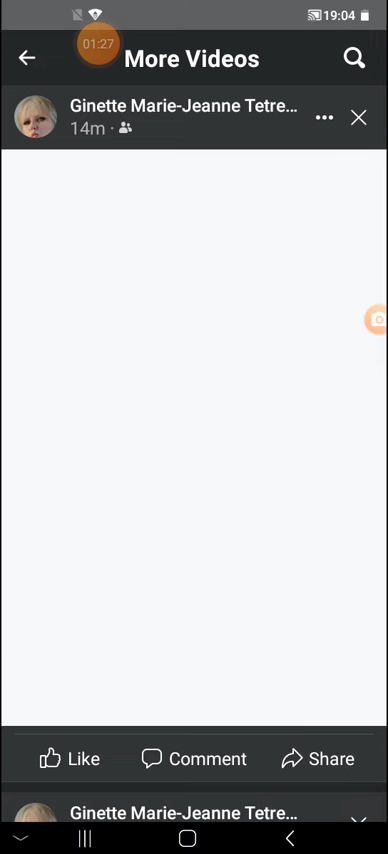 19:04
01:27
More Videos
Ginette Marie-Jeanne Tetre...
14m ·
Like
Comment
Share
Ginette Marie-Jeanne Tetre...